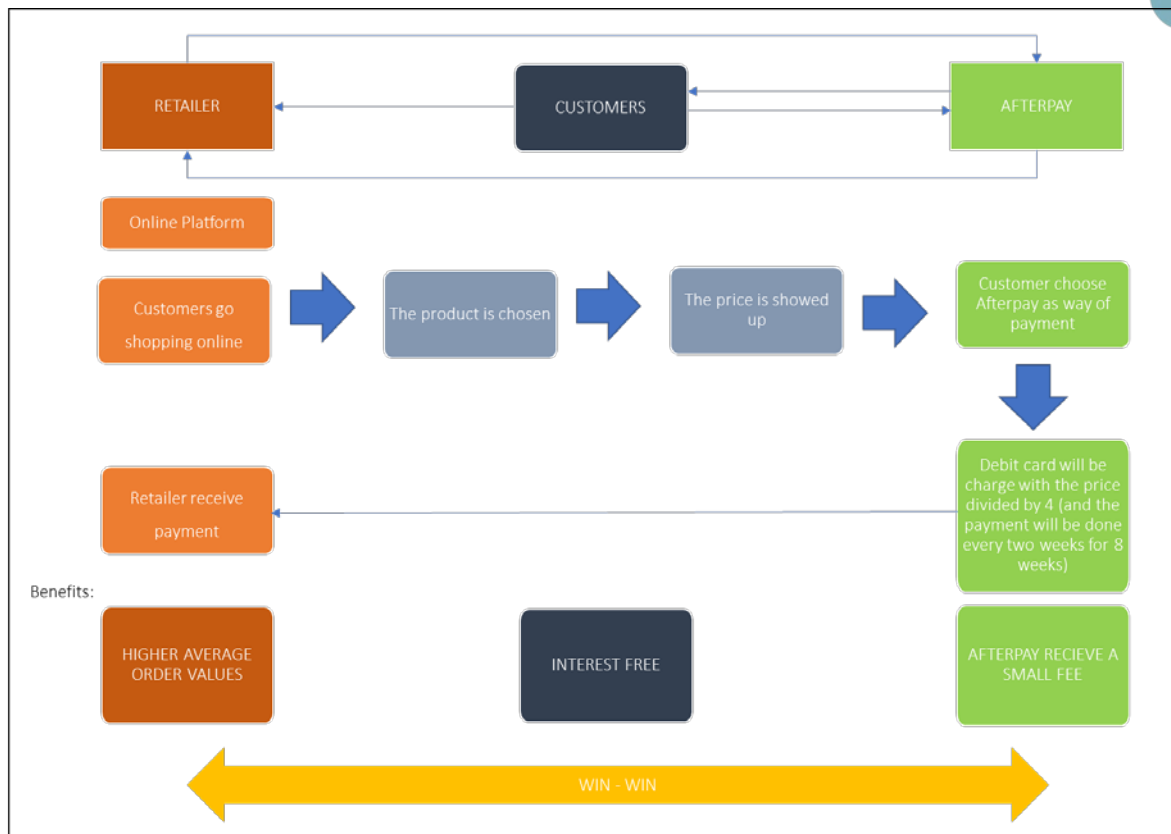 RETAILER
CUSTOMERS
AFTERPAY
Online Platform
Customers go
shopping online
The product is chosen
The price is showed
up
Customer choose
Afterpay as way of
payment
Retailer receive
payment
Debit card will be
charge with the price
divided by 4 (and the
payment will be done
every two weeks for 8
weeks)
Benefits:
HIGHER AVERAGE
ORDER VALUES
INTEREST FREE
AFTERPAY RECIEVE A
SMALL FEE
WIN - WIN